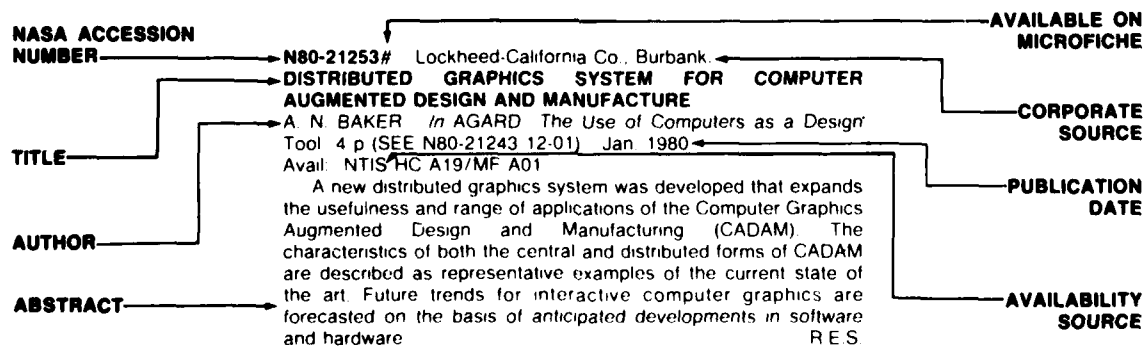 AVAILABLE ON
MICROFICHE
NASA ACCESSION
NUMBER
N80-21253# Lockheed-California Co., Burbank.
DISTRIBUTED GRAPHICS SYSTEM FOR COMPUTER
AUGMENTED DESIGN AND MANUFACTURE
CORPORATE
SOURCE
A. N. BAKER In AGARD The Use of Computers as a Design
TITLE
Tool 4 p (SEE N80-21243 12-01) Jan. 1980
Avail: NTIS HC A19/MF A01
PUBLICATION
DATE
A new distributed graphics system was developed that expands
the usefulness and range of applications of the Computer Graphics
Augmented Design and Manufacturing (CADAM). The
AUTHOR
characteristics of both the central and distributed forms of CADAM
are described as representative examples of the current state of
ABSTRACT
the art. Future trends for interactive computer graphics are
forecasted on the basis of anticipated developments in software
and hardware R.E.S.
AVAILABILITY
SOURCE